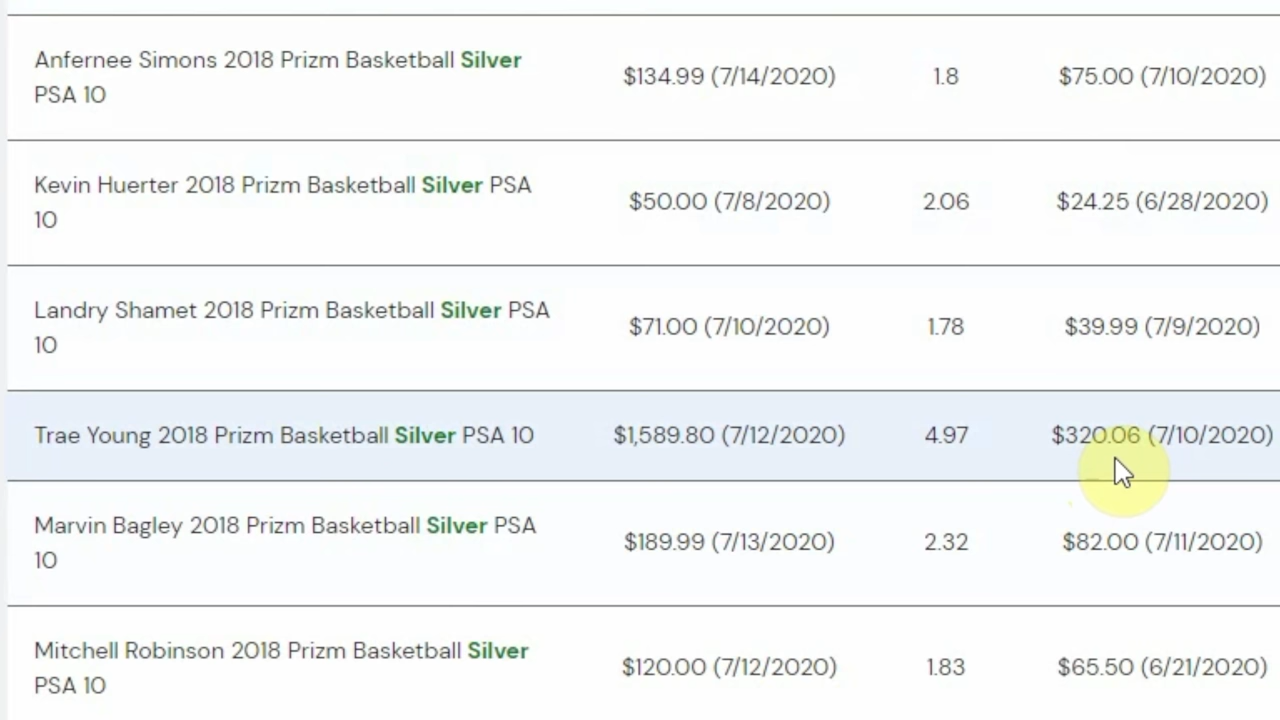 Anfernee Simons 2018 Prizm Basketball Silver
PSA 10
$134.99 (7/14/2020)
1.8
$75.00 (7/10/2020)
Kevin Huerter 2018 Prizm Basketball Silver PSA
10
$50.00 (7/8/2020)
2.06
$24.25 (6/28/2020)
Landry Shamet 2018 Prizm Basketball Silver PSA
10
$71.00 (7/10/2020)
1.78
$39.99 (7/9/2020)
Trae Young 2018 Prizm Basketball Silver PSA 10
$1,589.80 (7/12/2020)
4.97
$320.06 (7/10/2020)
Marvin Bagley 2018 Prizm Basketball Silver PSA
10
$189.99 (7/13/2020)
2.32
$82.00 (7/11/2020)
Mitchell Robinson 2018 Prizm Basketball Silver
PSA 10
$120.00 (7/12/2020)
1.83
$65.50 (6/21/2020)